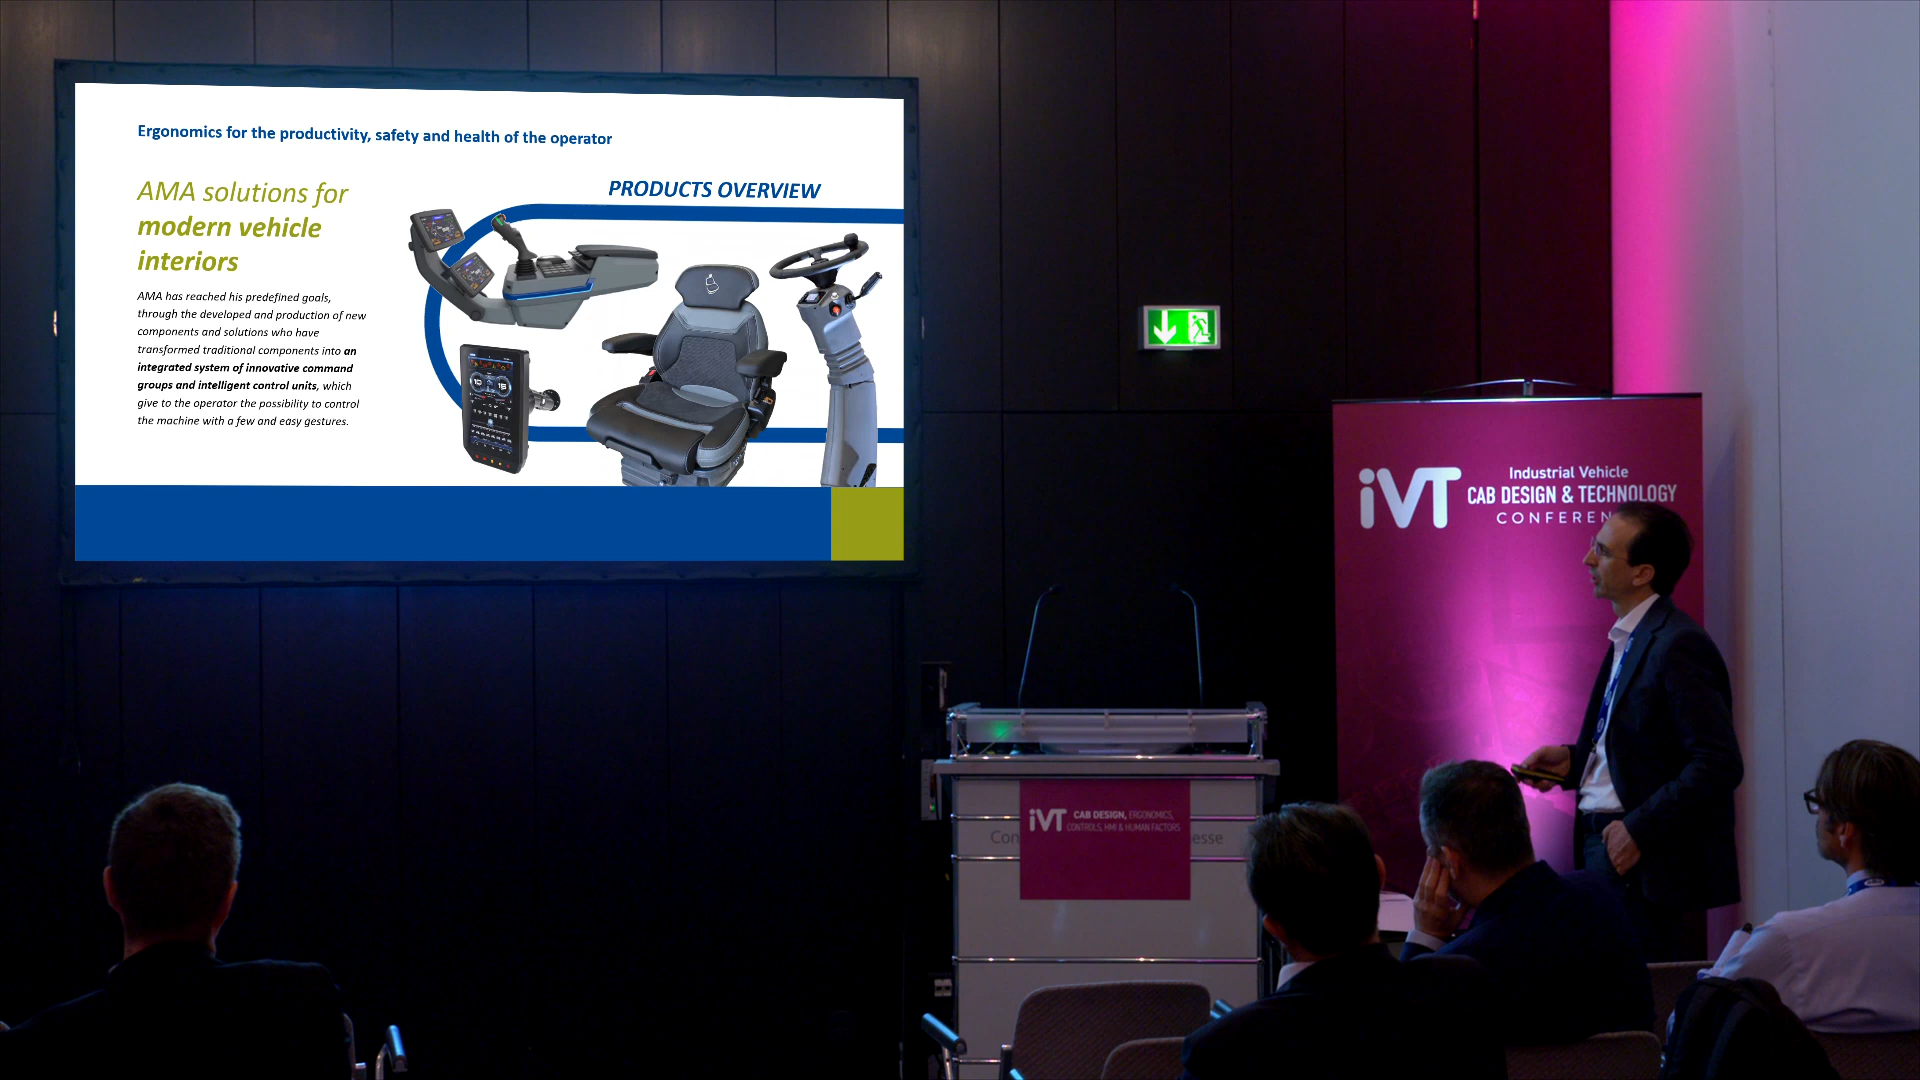 Ergonomics for the productivity, safety and health of the operator
AMA solutions for
modern vehicle
interiors
AMA has reached his predefined goals,
through the developed and production of new
components and solutions who have
transformed traditional components into an
integrated system of innovative command
groups and intelligent control units, which
give to the operator the possibility to control
the machine with a few and easy gestures.
PRODUCTS OVERVIEW
iVT
Industrial Vehicle
CAB DESIGN & TECHNOLOGY
CONFEREN
iVT
CAB DESIGN, ERGONOMICS,
CONTROLS, HMI & HUMAN FACTORS
Con
esse